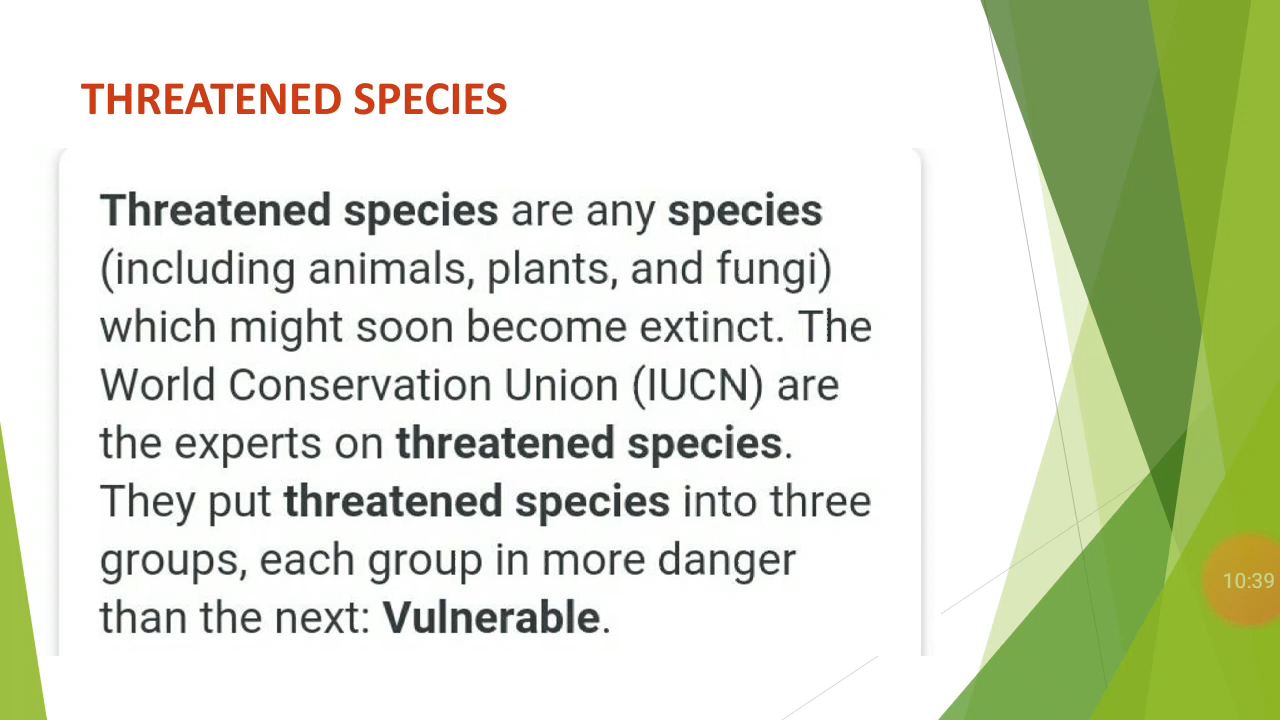 THREATENED SPECIES
Threatened species are any species
(including animals, plants, and fungi)
which might soon become extinct. The
World Conservation Union (IUCN) are
the experts on threatened species.
They put threatened species into three
groups, each group in more danger
than the next: Vulnerable.
10:39